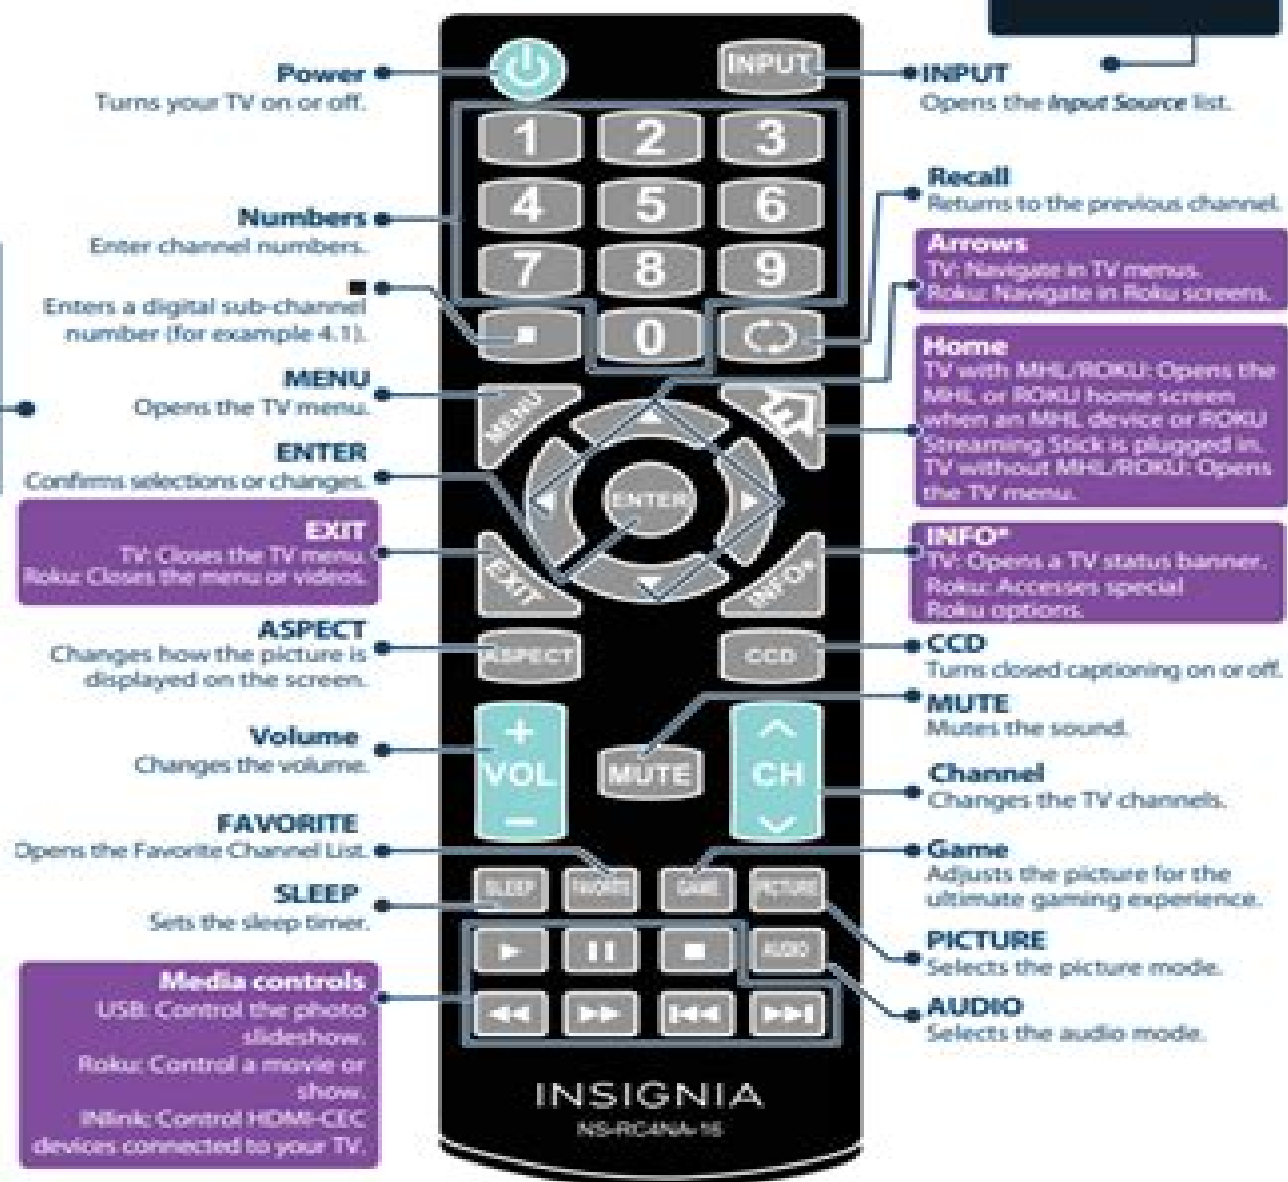 Power
Turns your TV on or off.
Numbers
Enter channel numbers.
■
Enters a digital sub-channel
number (for example 4.1).
MENU
Opens the TV menu.
ENTER
Confirms selections or changes.
EXIT
TV: Closes the TV menu.
Roku: Closes the menu or videos.
ASPECT
Changes how the picture is
displayed on the screen.
Volume
Changes the volume.
FAVORITE
Opens the Favorite Channel List.
SLEEP
Sets the sleep timer.
Media controls
USB: Control the photo
slideshow.
Roku: Control a movie or
show.
INlink: Control HDMI-CEC
devices connected to your TV.
INPUT
1 2 3
4 5 6
7 8 9
0
MENU
ENTER
EXIT
INFO*
ASPECT
CCD
+
VOL
−
MUTE
CH
SLEEP
FAVORITE
GAME
PICTURE
AUDIO
INSIGNIA
NS-RC4NA-16
INPUT
Opens the Input Source list.
Recall
Returns to the previous channel.
Arrows
TV: Navigate in TV menus.
Roku: Navigate in Roku screens.
Home
TV with MHL/ROKU: Opens the
MHL or ROKU home screen
when an MHL device or ROKU
Streaming Stick is plugged in.
TV without MHL/ROKU: Opens
the TV menu.
INFO*
TV: Opens a TV status banner.
Roku: Accesses special
Roku options.
CCD
Turns closed captioning on or off.
MUTE
Mutes the sound.
Channel
Changes the TV channels.
Game
Adjusts the picture for the
ultimate gaming experience.
PICTURE
Selects the picture mode.
AUDIO
Selects the audio mode.